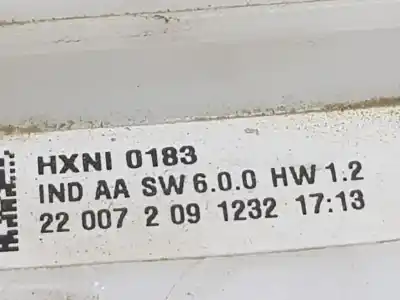 HXNI 0183
IND AA SW 6.0.0 HW 1.2
22 007 2 09 1232 17:13